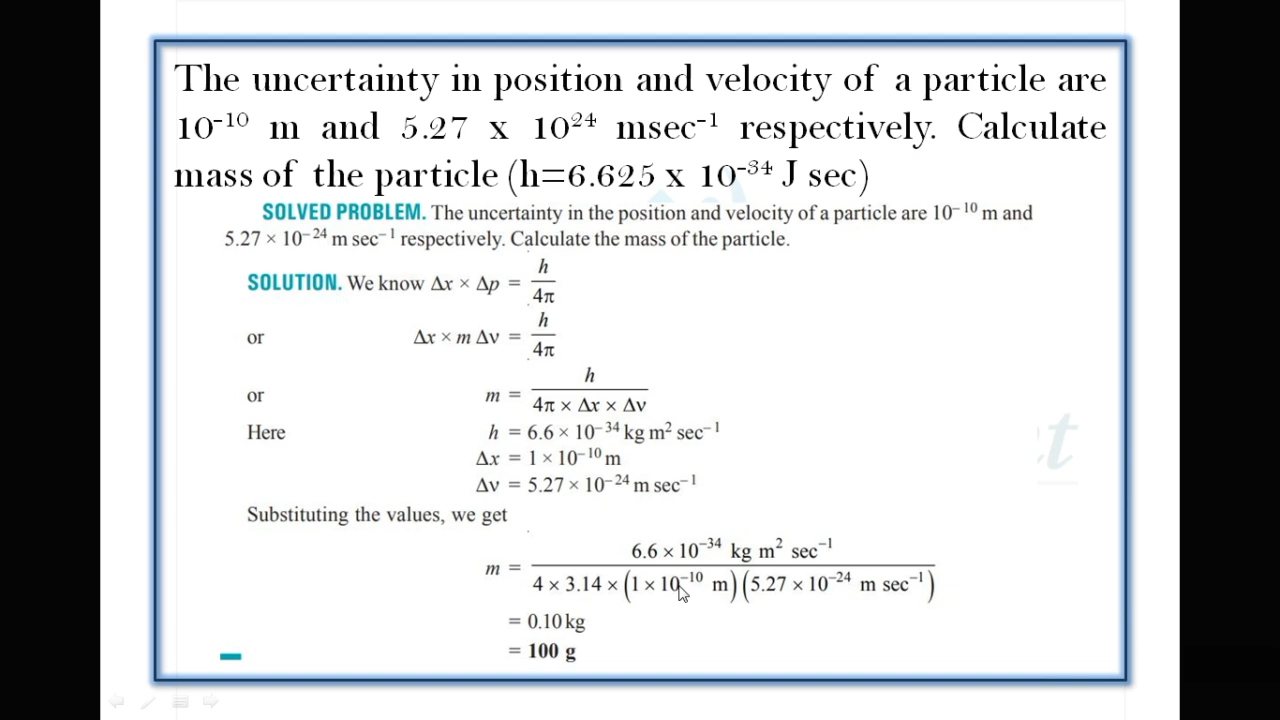 The uncertainty in position and velocity of a particle are
10⁻¹⁰ m and 5.27 x 10²⁴ msec⁻¹ respectively. Calculate
mass of the particle (h=6.625 x 10⁻³⁴ J sec)
SOLVED PROBLEM. The uncertainty in the position and velocity of a particle are 10⁻¹⁰ m and
5.27 × 10⁻²⁴ m sec⁻¹ respectively. Calculate the mass of the particle.
SOLUTION. We know Δx × Δp = h / 4π
or Δx × m Δv = h / 4π
or m = h / 4π × Δx × Δv
Here h = 6.6 × 10⁻³⁴ kg m² sec⁻¹
Δx = 1 × 10⁻¹⁰ m
Δv = 5.27 × 10⁻²⁴ m sec⁻¹
Substituting the values, we get
m = 6.6 × 10⁻³⁴ kg m² sec⁻¹ / 4 × 3.14 × (1 × 10⁻¹⁰ m) (5.27 × 10⁻²⁴ m sec⁻¹)
= 0.10 kg
= 100 g